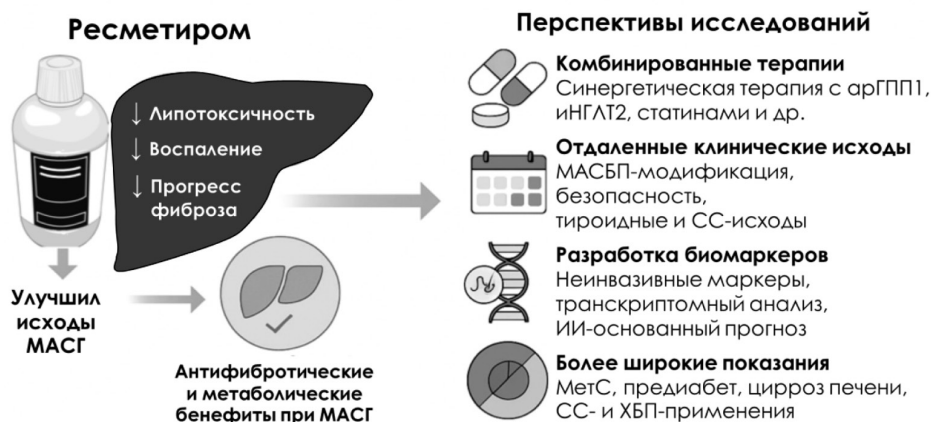 Ресметиром
↓ Липотоксичность
↓ Воспаление
↓ Прогресс
фиброза
Улучшил
исходы
МАСГ
Антифибротические
и метаболические
бенефиты при МАСГ
Перспективы исследований
Комбинированные терапии
Синергетическая терапия с арГПП1,
иНГЛТ2, статинами и др.
Отдаленные клинические исходы
МАСБП-модификация,
безопасность,
тироидные и СС-исходы
Разработка биомаркеров
Неинвазивные маркеры,
транскриптомный анализ,
ИИ-основанный прогноз
Более широкие показания
МетС, предиабет, цирроз печени,
СС- и ХБП-применения